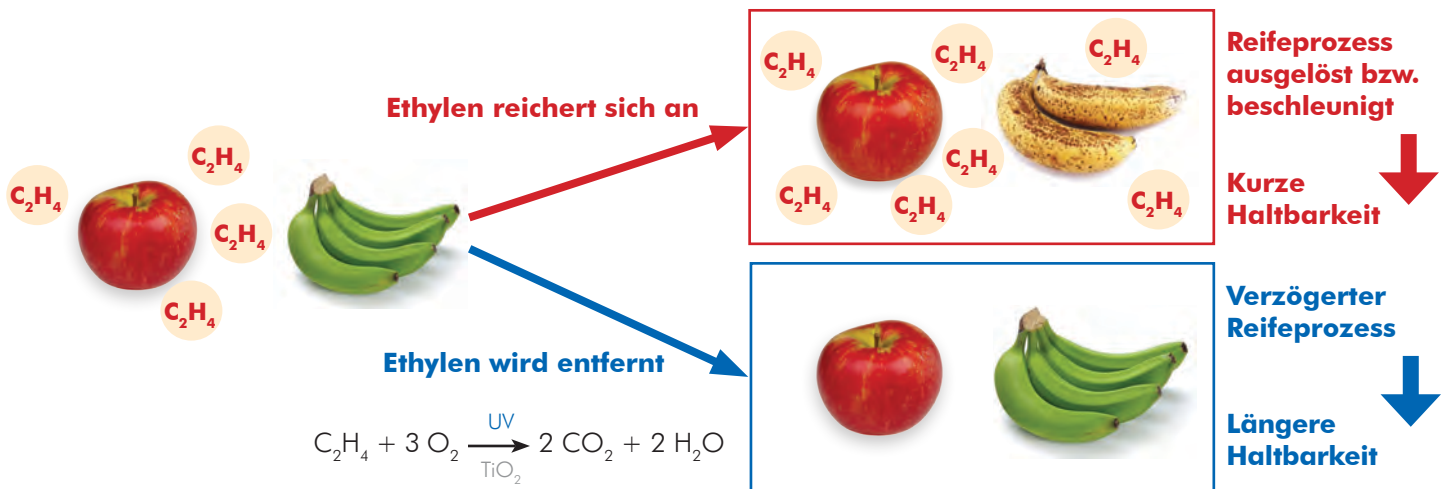 C₂H₄
C₂H₄
C₂H₄
C₂H₄
Ethylen reichert sich an
Ethylen wird entfernt
UV
C₂H₄ + 3 O₂ → 2 CO₂ + 2 H₂O
TiO₂
C₂H₄
C₂H₄
C₂H₄
C₂H₄
C₂H₄
C₂H₄
C₂H₄
Reifeprozess
ausgelöst bzw.
beschleunigt
Kurze
Haltbarkeit
Verzögerter
Reifeprozess
Längere
Haltbarkeit